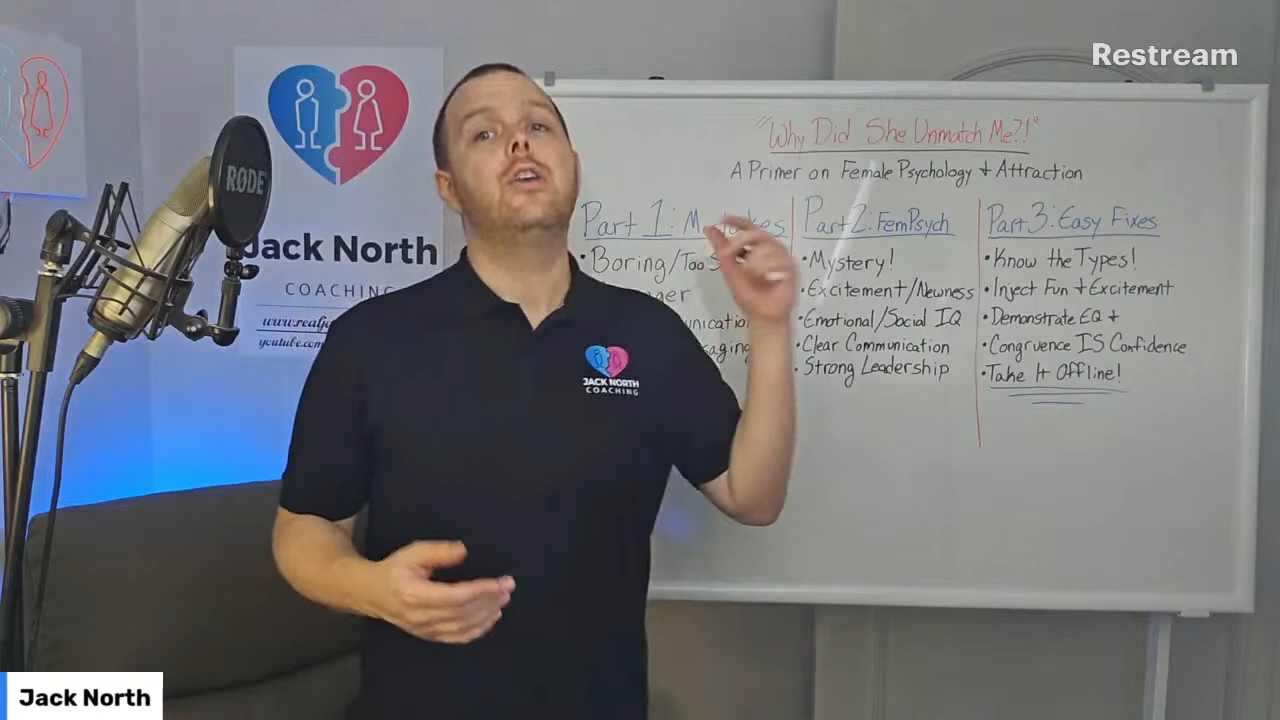 Restream
RØDE
Jack North
COACHING
"Why Did She Unmatch Me?!"
A Primer on Female Psychology + Attraction
Part 1:
• Boring/Too
Part 2: FemPsych
• Mystery!
• Excitement/Newness
• Emotional/Social IQ
• Clear Communication
• Strong Leadership
Part 3: Easy Fixes
• Know the Types!
• Inject Fun + Excitement
• Demonstrate EQ +
• Congruence IS Confidence
• Take It Offline!
JACK NORTH
COACHING
Jack North